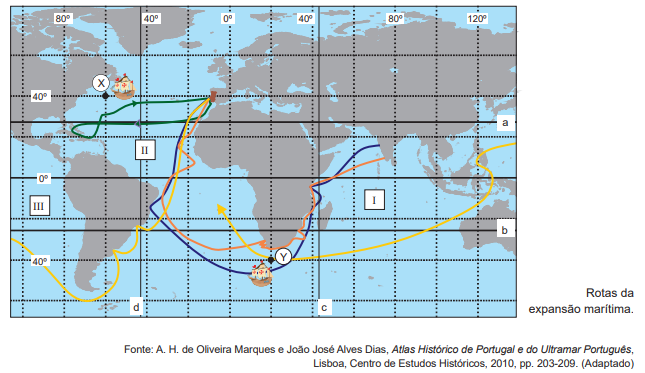 80º 40º 0º 40º 80º 120º
X
40º
a
II
0º
I
III
b
Y
40º
d c
Rotas da
expansão marítima.
Fonte: A. H. de Oliveira Marques e João José Alves Dias, Atlas Histórico de Portugal e do Ultramar Português,
Lisboa, Centro de Estudos Históricos, 2010, pp. 203-209. (Adaptado)